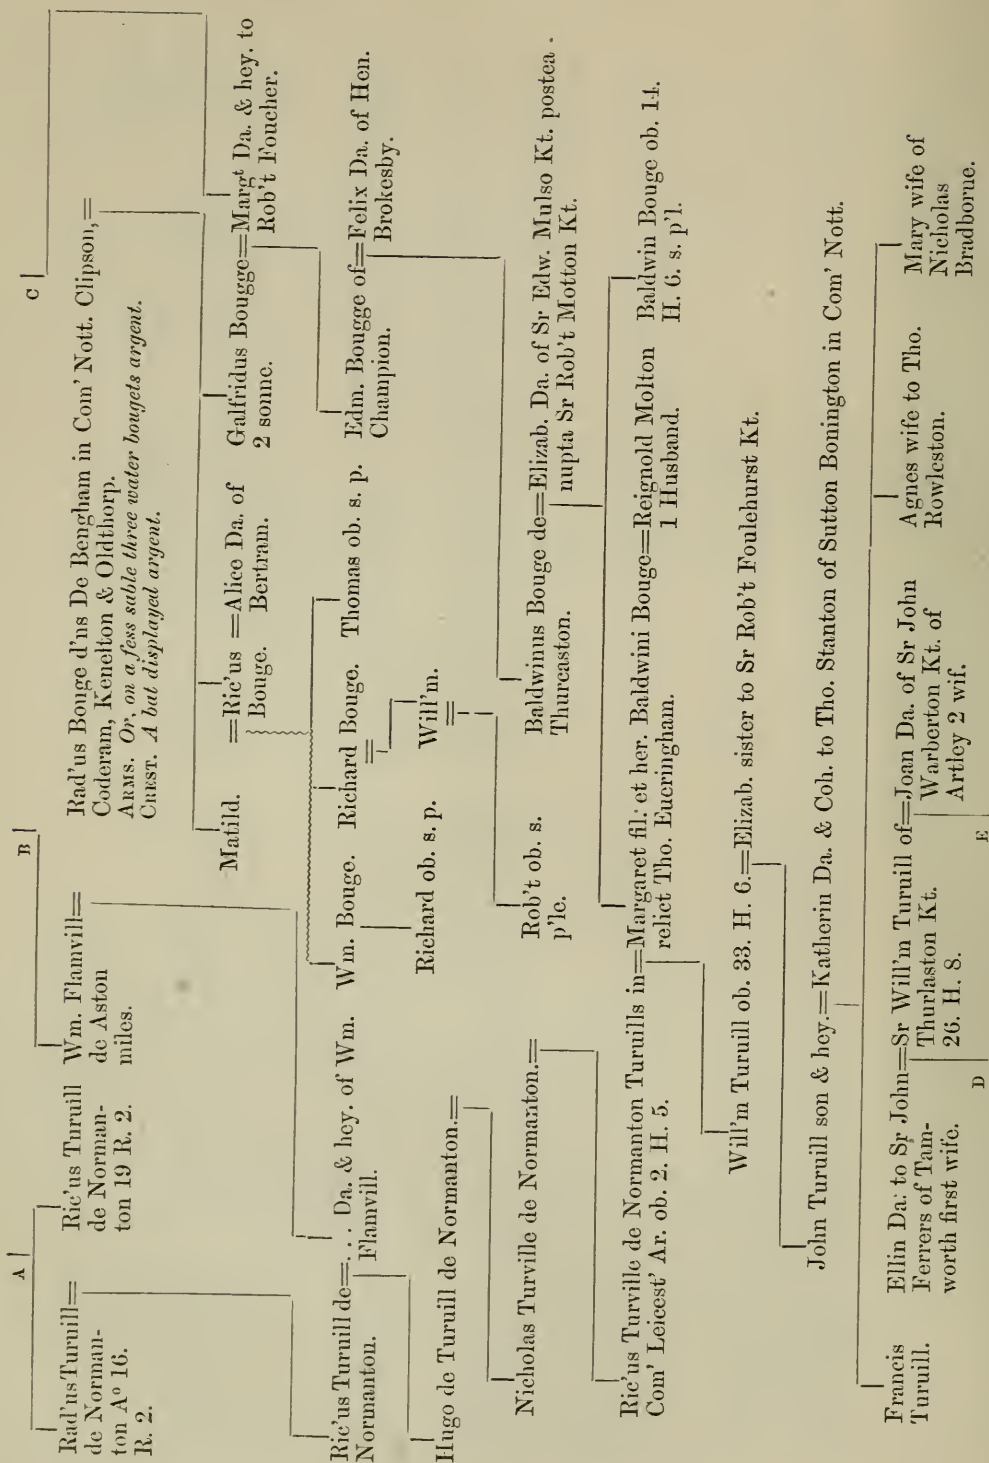 A
B
C
Rad'us Turuill=
de Norman-
ton Aº 16.
R. 2.
Ric'us Turuill
de Norman-
ton 19 R. 2.
Wm. Flamvill=
de Aston
miles.
Rad'us Bouge d'ns De Bengham in Com' Nott. Clipson,=
Coderam, Kenelton & Oldthorp.
ARMS. Or, on a fess sable three water bougets argent.
CREST. A bat displayed argent.
Matild.
=Ric'us =Alice Da. of
Bouge. Bertram.
Galfridus Bougge=Margt Da. & hey. to
2 sonne. Rob't Foucher.
Ric'us Turuill de=... Da. & hey. of Wm.
Normanton. Flamvill.
Wm. Bouge.
Richard Bouge.
Thomas ob. s. p.
Edm. Bougge of=Felix Da. of Hen.
Champion. Brokesby.
Hugo de Turuill de Normanton.=
Richard ob. s. p.
Will'm.
Nicholas Turville de Normanton.=
Rob't ob. s.
p'le.
Baldwinus Bouge de=Elizab. Da. of Sr Edw. Mulso Kt. postea.
Thureaston. nupta Sr Rob't Motton Kt.
Ric'us Turville de Normanton Turuills in=Margaret fil. et her. Baldwini Bouge=Reignold Molton
Com' Leicest' Ar. ob. 2. H. 5. relict Tho. Eueringham. 1 Husband.
Baldwin Bouge ob. 14.
H. 6. s. p'l.
Will'm Turuill ob. 33. H. 6.=Elizab. sister to Sr Rob't Foulehurst Kt.
John Turuill son & hey.=Katherin Da. & Coh. to Tho. Stanton of Sutton Bonington in Com' Nott.
Francis
Turuill.
Ellin Da: to Sr John=Sr Will'm Turuill of=Joan Da. of Sr John
Ferrers of Tam- Thurlaston Kt. Warberton Kt. of
worth first wife. 26. H. 8. Artley 2 wif.
Agnes wife to Tho.
Rowleston.
Mary wife of
Nicholas
Bradborue.
D
E